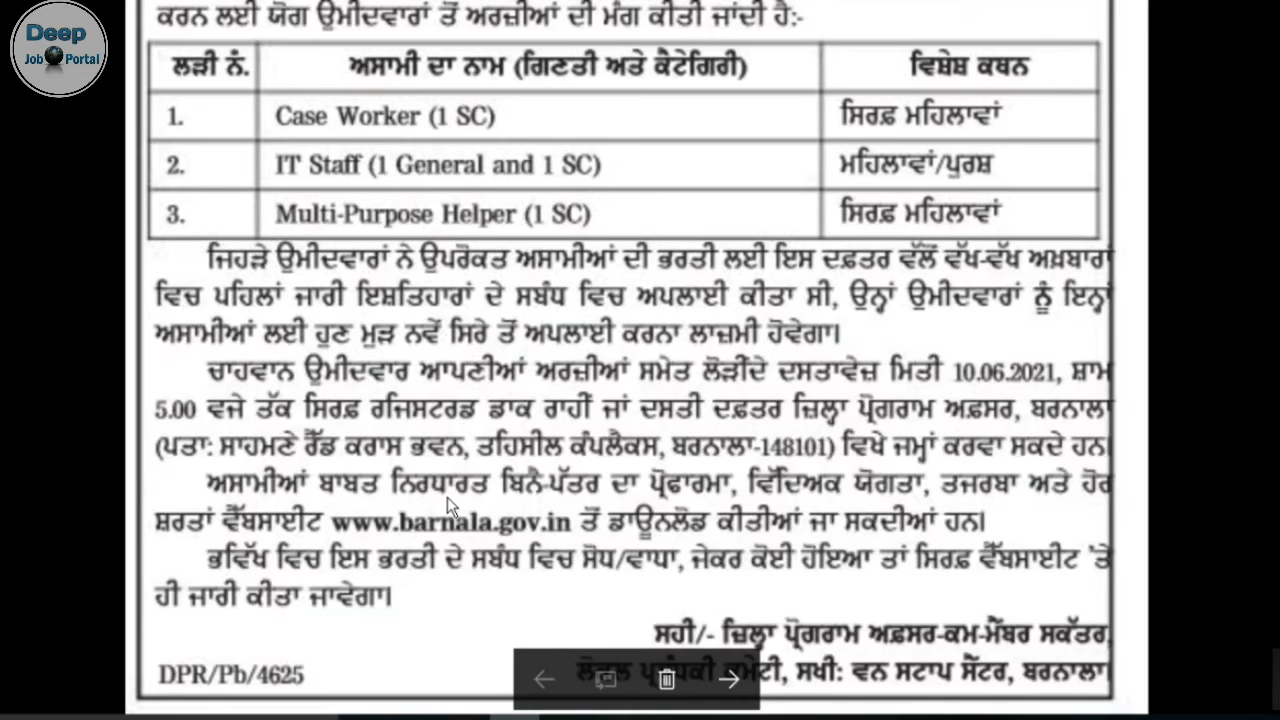 Deep
Job Portal
ਕਰਨ ਲਈ ਯੋਗ ਉਮੀਦਵਾਰਾਂ ਤੋਂ ਅਰਜ਼ੀਆਂ ਦੀ ਮੰਗ ਕੀਤੀ ਜਾਂਦੀ ਹੈ:-
ਲੜੀ ਨੰ. ਅਸਾਮੀ ਦਾ ਨਾਮ (ਗਿਣਤੀ ਅਤੇ ਕੈਟੇਗਿਰੀ) ਵਿਸ਼ੇਸ਼ ਕਥਨ
1. Case Worker (1 SC) ਸਿਰਫ਼ ਮਹਿਲਾਵਾਂ
2. IT Staff (1 General and 1 SC) ਮਹਿਲਾਵਾਂ/ਪੁਰਸ਼
3. Multi-Purpose Helper (1 SC) ਸਿਰਫ਼ ਮਹਿਲਾਵਾਂ
ਜਿਹੜੇ ਉਮੀਦਵਾਰਾਂ ਨੇ ਉਪਰੋਕਤ ਅਸਾਮੀਆਂ ਦੀ ਭਰਤੀ ਲਈ ਇਸ ਦਫ਼ਤਰ ਵੱਲੋਂ ਵੱਖ-ਵੱਖ ਅਖ਼ਬਾਰਾਂ
ਵਿਚ ਪਹਿਲਾਂ ਜਾਰੀ ਇਸ਼ਤਿਹਾਰਾਂ ਦੇ ਸਬੰਧ ਵਿਚ ਅਪਲਾਈ ਕੀਤਾ ਸੀ, ਉਨ੍ਹਾਂ ਉਮੀਦਵਾਰਾਂ ਨੂੰ ਇਨ੍ਹਾਂ
ਅਸਾਮੀਆਂ ਲਈ ਹੁਣ ਮੁੜ ਨਵੇਂ ਸਿਰੇ ਤੋਂ ਅਪਲਾਈ ਕਰਨਾ ਲਾਜ਼ਮੀ ਹੋਵੇਗਾ।
ਚਾਹਵਾਨ ਉਮੀਦਵਾਰ ਆਪਣੀਆਂ ਅਰਜ਼ੀਆਂ ਸਮੇਤ ਲੋੜੀਂਦੇ ਦਸਤਾਵੇਜ਼ ਮਿਤੀ 10.06.2021, ਸ਼ਾਮ
5.00 ਵਜੇ ਤੱਕ ਸਿਰਫ਼ ਰਜਿਸਟਰਡ ਡਾਕ ਰਾਹੀਂ ਜਾਂ ਦਸਤੀ ਦਫ਼ਤਰ ਜ਼ਿਲ੍ਹਾ ਪ੍ਰੋਗਰਾਮ ਅਫ਼ਸਰ, ਬਰਨਾਲਾ
(ਪਤਾ: ਸਾਹਮਣੇ ਰੈੱਡ ਕਰਾਸ ਭਵਨ, ਤਹਿਸੀਲ ਕੰਪਲੈਕਸ, ਬਰਨਾਲਾ-148101) ਵਿਖੇ ਜਮ੍ਹਾਂ ਕਰਵਾ ਸਕਦੇ ਹਨ।
ਅਸਾਮੀਆਂ ਬਾਬਤ ਨਿਰਧਾਰਤ ਬਿਨੈ-ਪੱਤਰ ਦਾ ਪ੍ਰੋਫਾਰਮਾ, ਵਿੱਦਿਅਕ ਯੋਗਤਾ, ਤਜਰਬਾ ਅਤੇ ਹੋਰ
ਸ਼ਰਤਾਂ ਵੈੱਬਸਾਈਟ www.barnala.gov.in ਤੋਂ ਡਾਊਨਲੋਡ ਕੀਤੀਆਂ ਜਾ ਸਕਦੀਆਂ ਹਨ।
ਭਵਿੱਖ ਵਿਚ ਇਸ ਭਰਤੀ ਦੇ ਸਬੰਧ ਵਿਚ ਸੋਧ/ਵਾਧਾ, ਜੇਕਰ ਕੋਈ ਹੋਇਆ ਤਾਂ ਸਿਰਫ਼ ਵੈੱਬਸਾਈਟ 'ਤੇ
ਹੀ ਜਾਰੀ ਕੀਤਾ ਜਾਵੇਗਾ।
ਸਹੀ/- ਜ਼ਿਲ੍ਹਾ ਪ੍ਰੋਗਰਾਮ ਅਫ਼ਸਰ-ਕਮ-ਮੈਂਬਰ ਸਕੱਤਰ,
DPR/Pb/4625 ਸਖੀ: ਵਨ ਸਟਾਪ ਸੈਂਟਰ, ਬਰਨਾਲਾ।